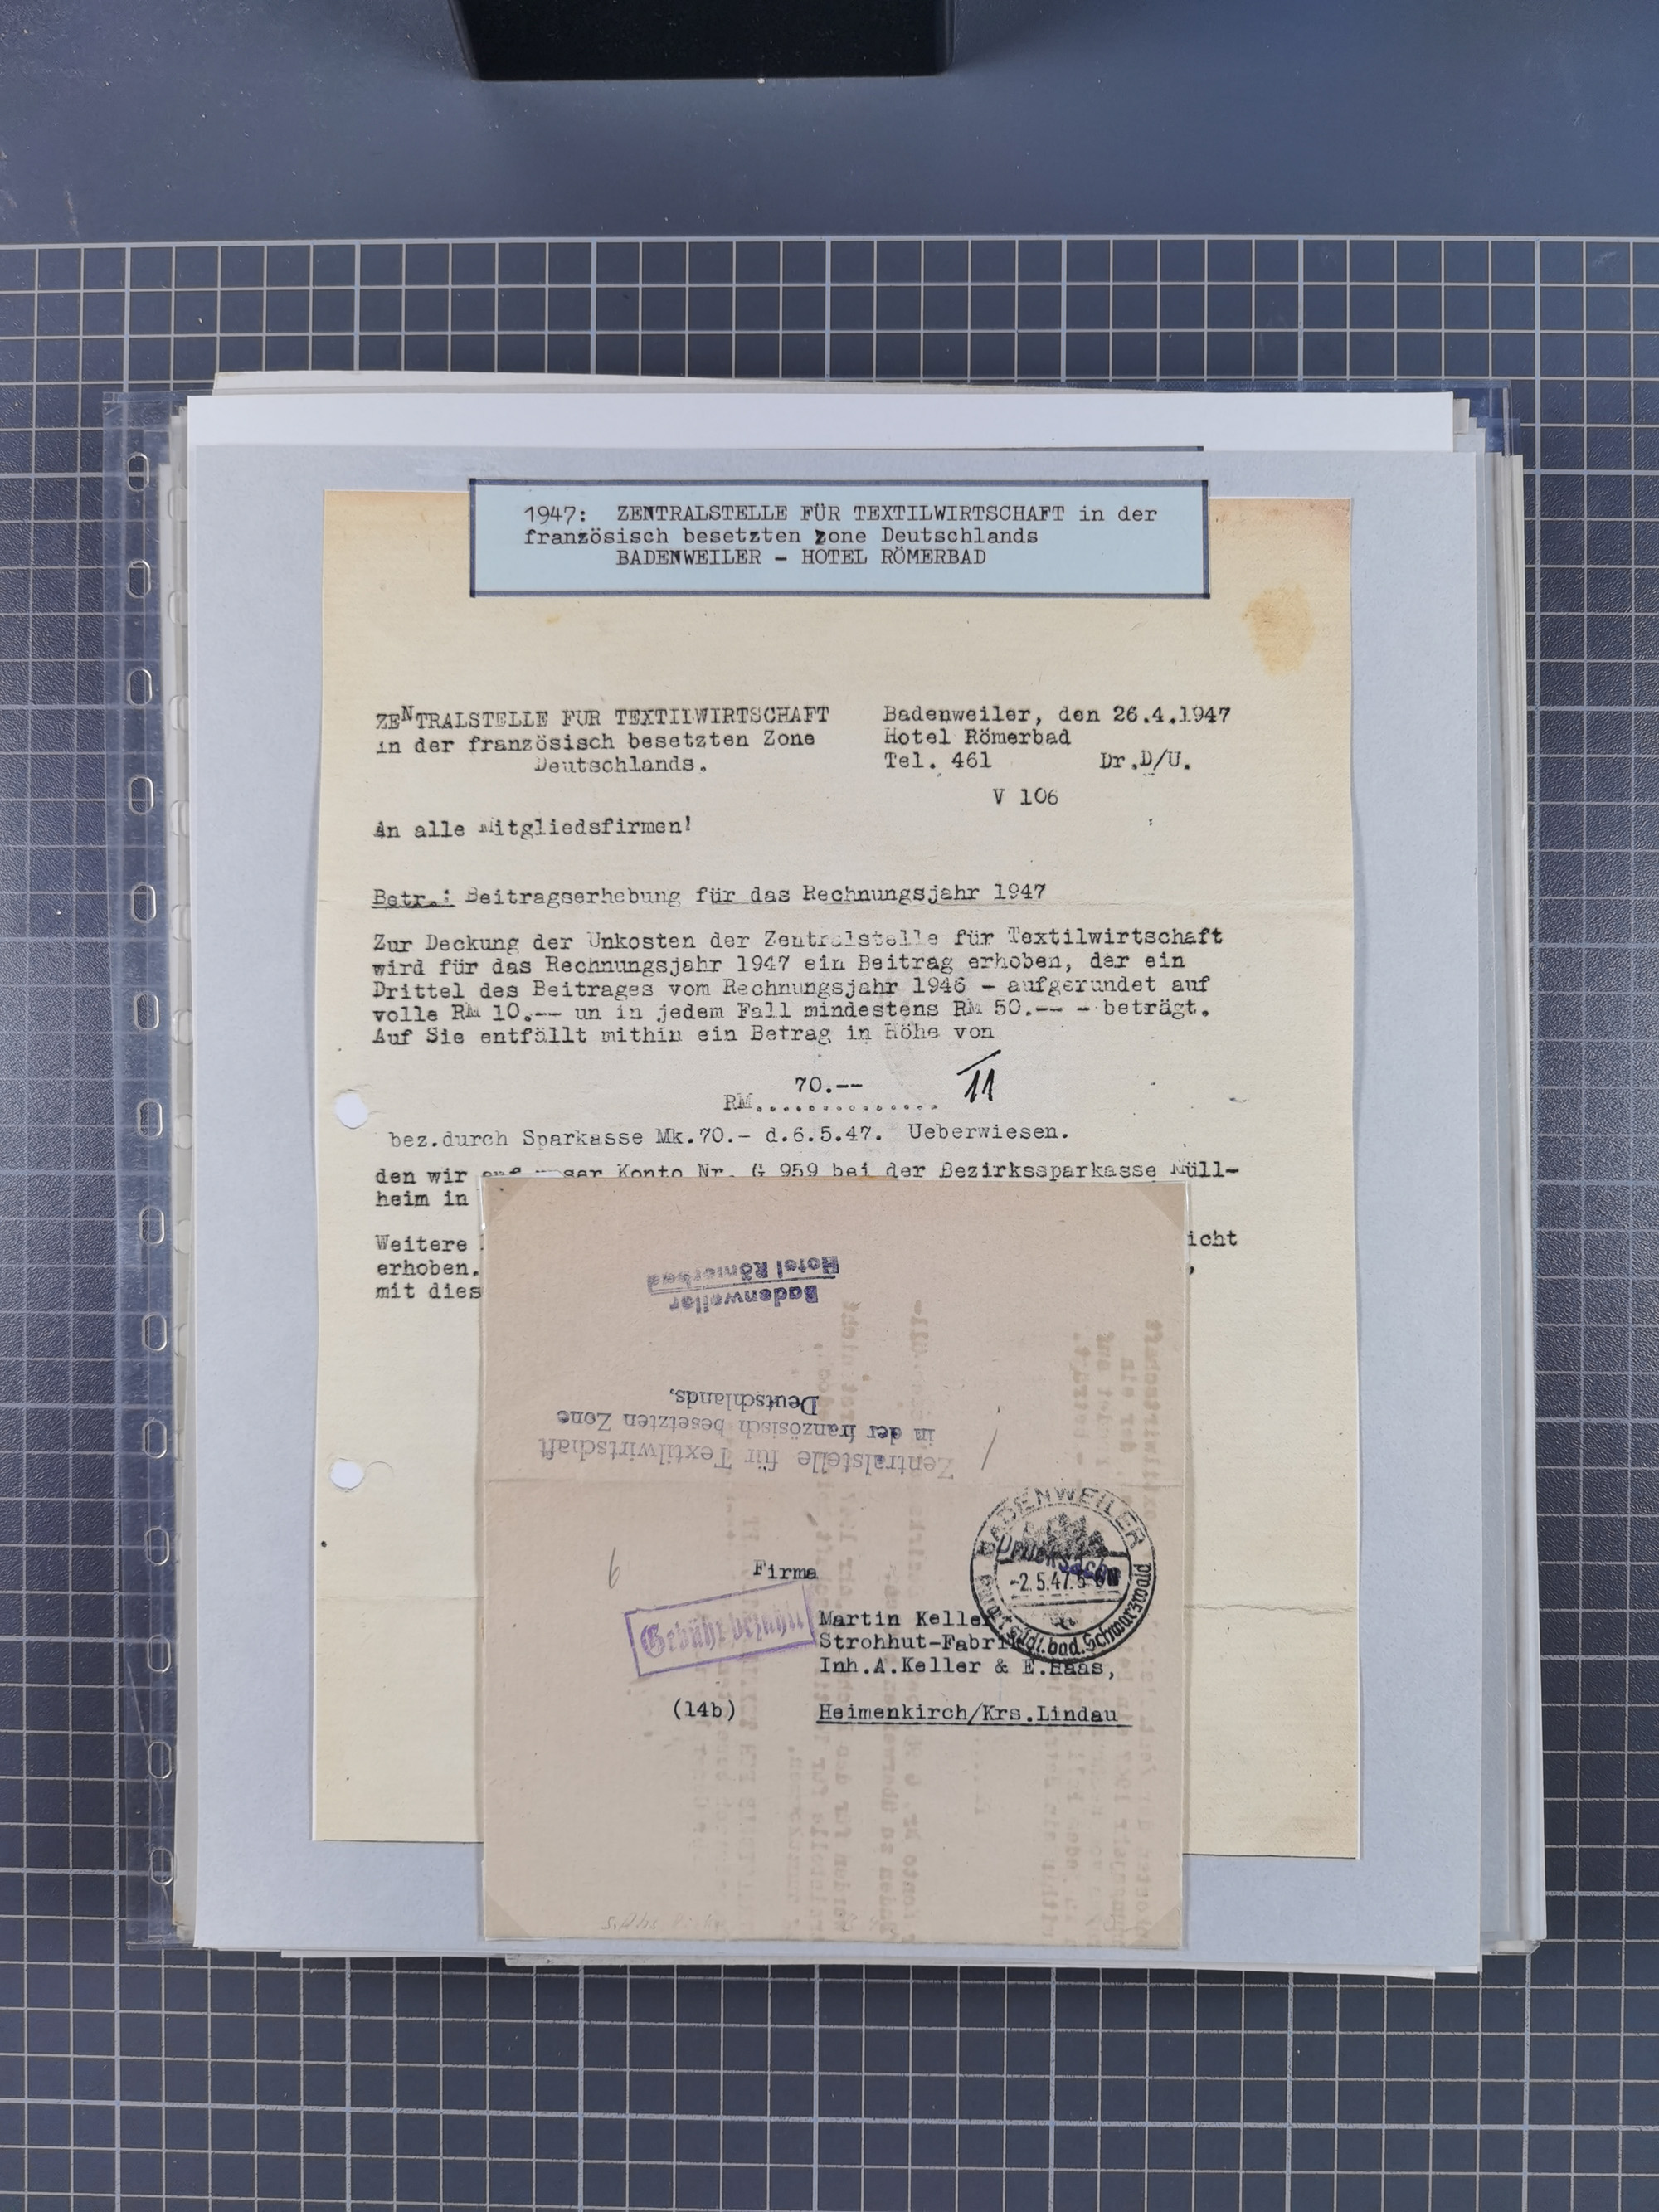 1947: ZENTRALSTELLE FÜR TEXTILWIRTSCHAFT in der
französisch besetzten Zone Deutschlands
BADENWEILER - HOTEL RÖMERBAD
ZENTRALSTELLE FUR TEXTILWIRTSCHAFT
in der französisch besetzten Zone
Deutschlands.
Badenweiler, den 26.4.1947
Hotel Römerbad
Tel. 461 Dr.D/U.
V 106
An alle Mitgliedsfirmen!
Betr.: Beitragserhebung für das Rechnungsjahr 1947
Zur Deckung der Unkosten der Zentralstelle für Textilwirtschaft
wird für das Rechnungsjahr 1947 ein Beitrag erhoben, der ein
Drittel des Beitrages vom Rechnungsjahr 1946 - aufgerundet auf
volle RM 10.-- un in jedem Fall mindestens RM 50.-- - beträgt.
Auf Sie entfällt mithin ein Betrag in Höhe von
70.--
RM...............
11
bez.durch Sparkasse Mk.70.- d.6.5.47. Ueberwiesen.
den wir auf unser Konto Nr. G 959 bei der Bezirkssparkasse Müll-
heim in
Weitere icht
erhoben. ,
mit dies
Badenweiler
Hotel Römerbad
Zentralstelle für Textilwirtschaft
in der französisch besetzten Zone
Deutschlands,
BADENWEILER
Drucksache
-2.5.47.
südl.bad.Schwarzwald
6
Firma
Gebühr bezahlt
Martin Keller
Strohhut-Fabrik
Inh.A.Keller & E.Haas,
(14b) Heimenkirch/Krs.Lindau